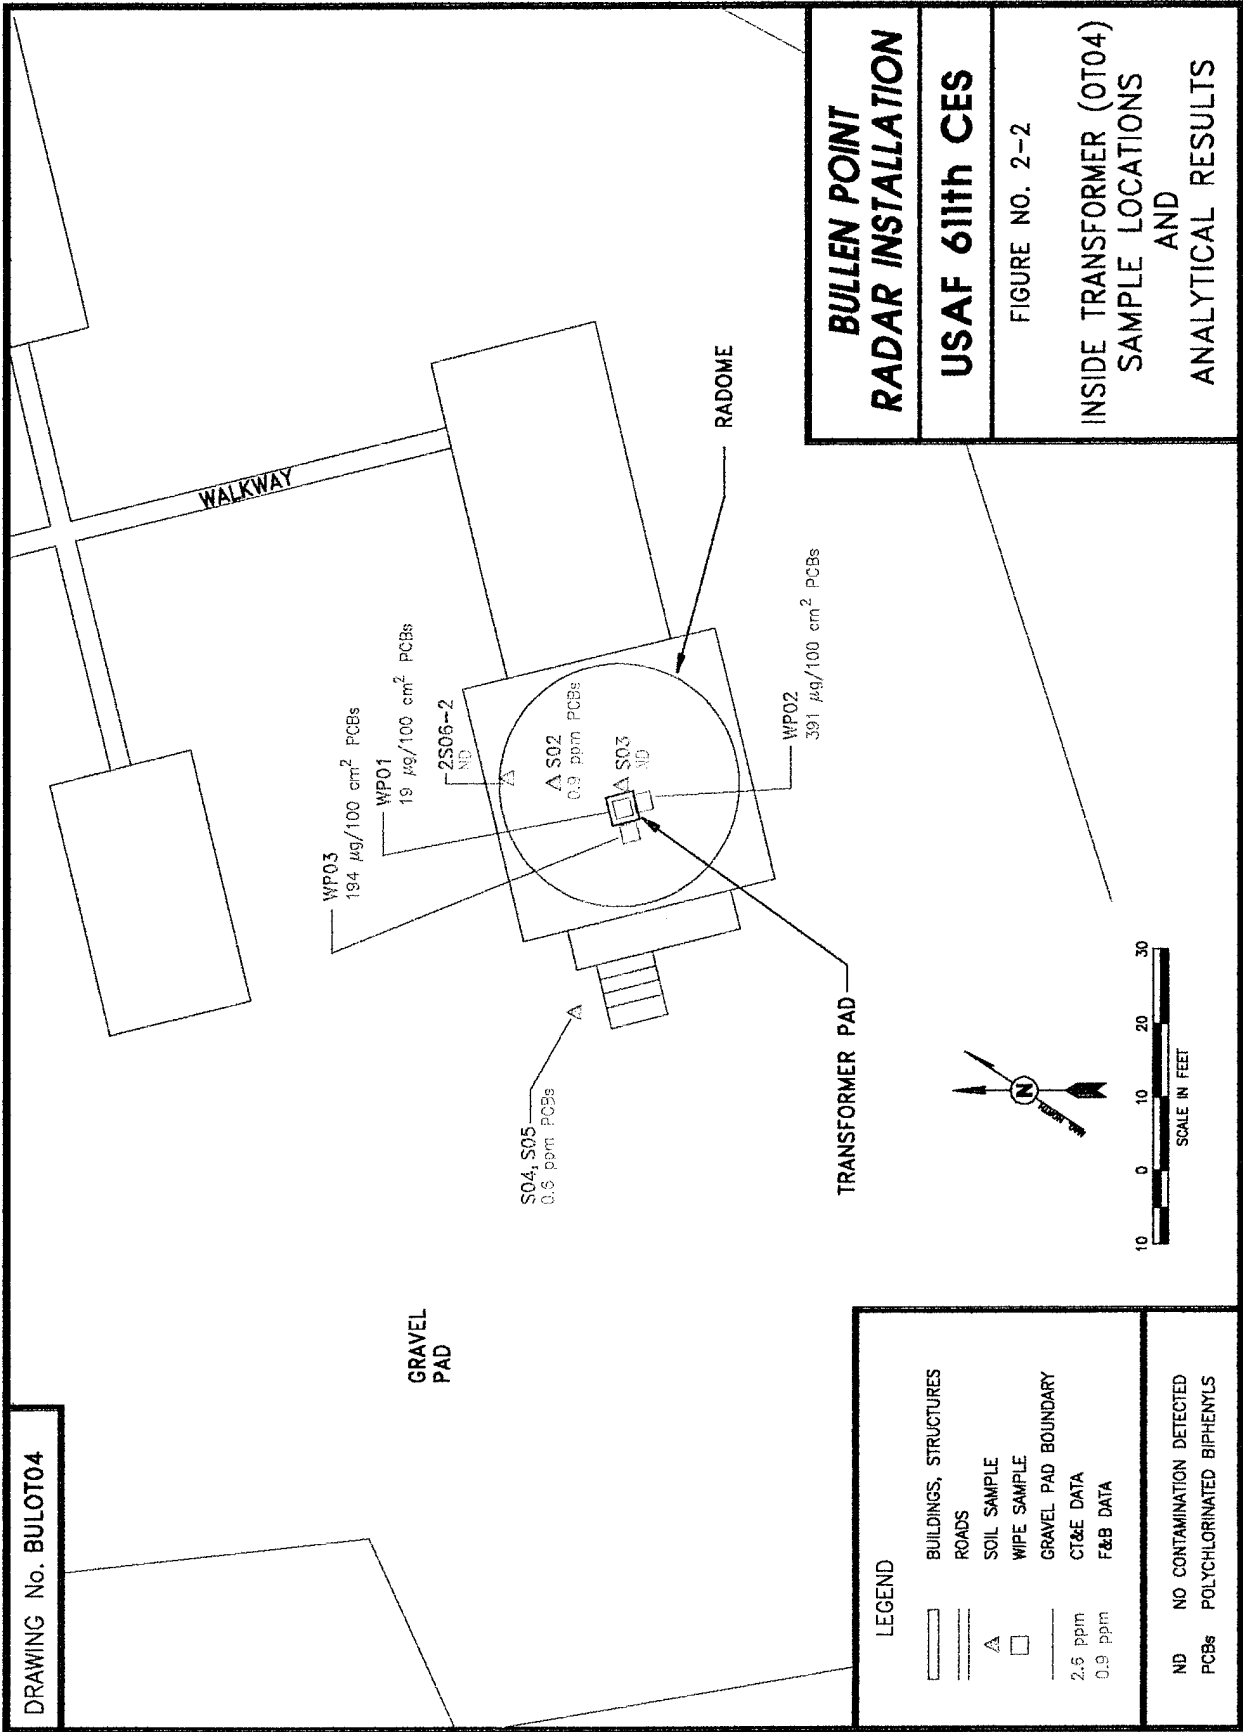 DRAWING No. BULOT04
WALKWAY
WP03
194 µg/100 cm² PCBs
WP01
19 µg/100 cm² PCBs
2S06-2
ND
S02
0.9 ppm PCBs
S03
ND
WP02
391 µg/100 cm² PCBs
RADOME
S04, S05
0.6 ppm PCBs
TRANSFORMER PAD
GRAVEL
PAD
N
MAG. NORTH
10 0 10 20 30
SCALE IN FEET
LEGEND
BUILDINGS, STRUCTURES
ROADS
SOIL SAMPLE
WIPE SAMPLE
GRAVEL PAD BOUNDARY
2.6 ppm CT&E DATA
0.9 ppm F&B DATA
ND NO CONTAMINATION DETECTED
PCBs POLYCHLORINATED BIPHENYLS
BULLEN POINT
RADAR INSTALLATION
USAF 611th CES
FIGURE NO. 2-2
INSIDE TRANSFORMER (OT04)
SAMPLE LOCATIONS
AND
ANALYTICAL RESULTS